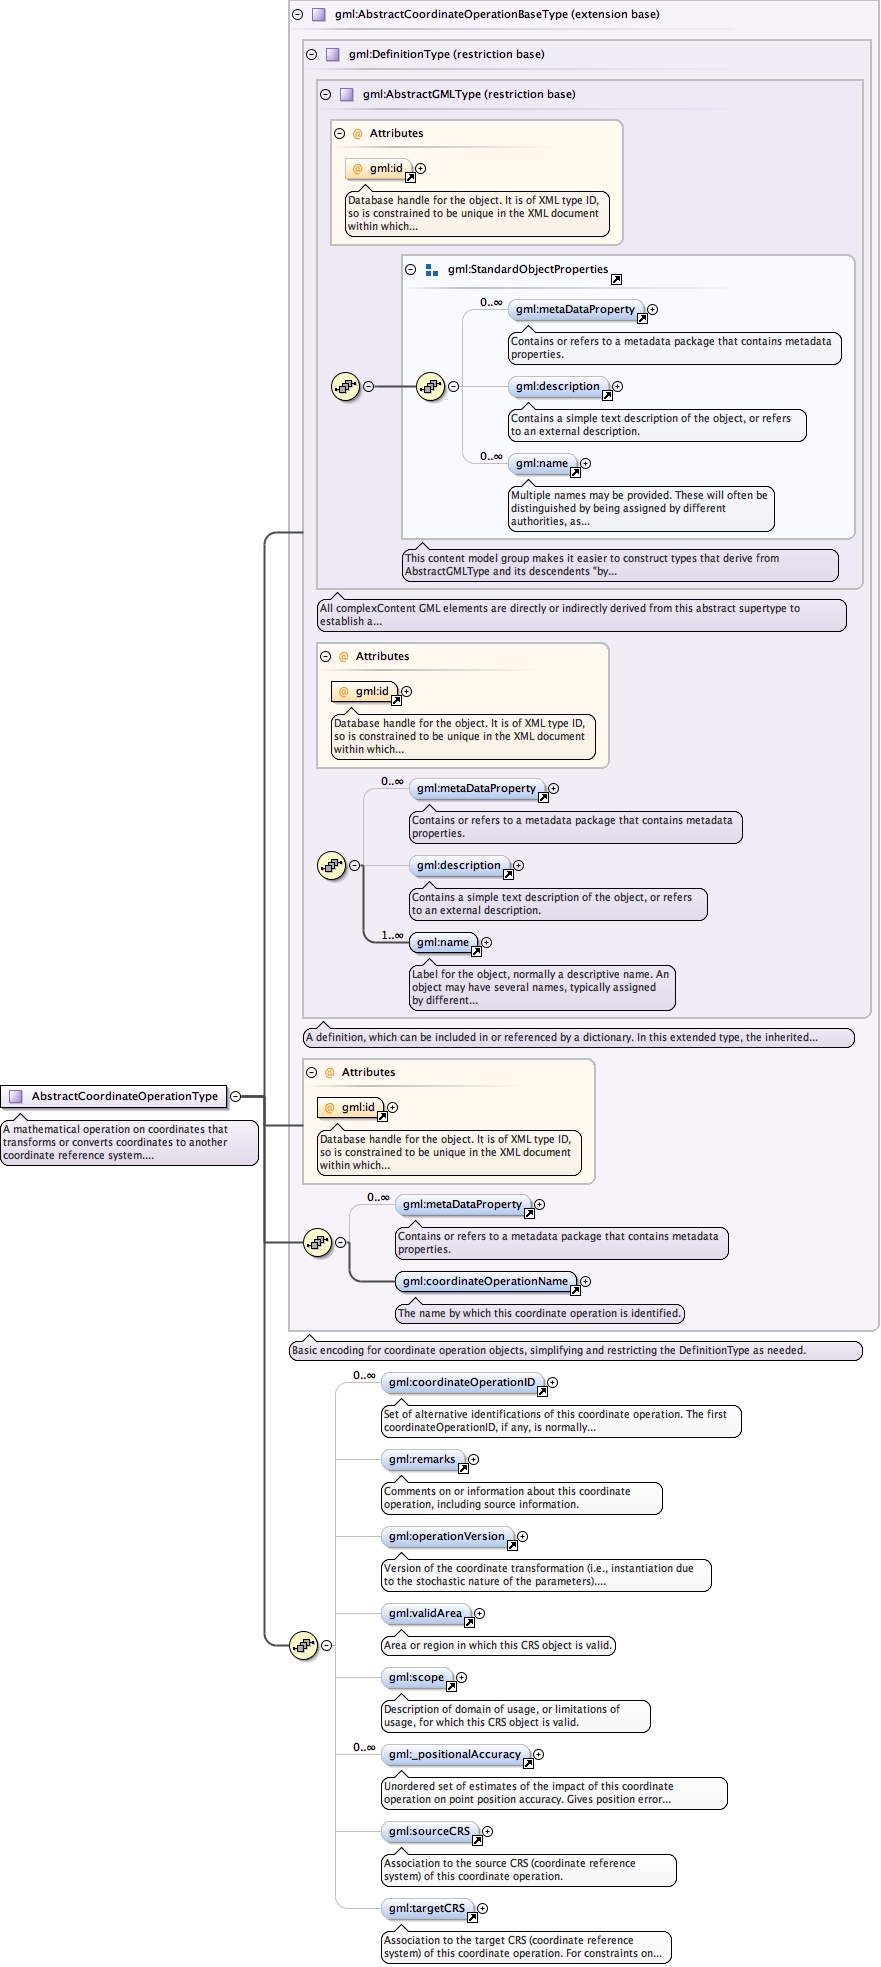 gml:AbstractCoordinateOperationBaseType (extension base)
gml:DefinitionType (restriction base)
gml:AbstractGMLType (restriction base)
@ Attributes
@ gml:id
Database handle for the object. It is of XML type ID,
so is constrained to be unique in the XML document
within which...
gml:StandardObjectProperties
0..∞
gml:metaDataProperty
Contains or refers to a metadata package that contains metadata
properties.
gml:description
Contains a simple text description of the object, or refers
to an external description.
0..∞
gml:name
Multiple names may be provided. These will often be
distinguished by being assigned by different
authorities, as...
This content model group makes it easier to construct types that derive from
AbstractGMLType and its descendents "by...
All complexContent GML elements are directly or indirectly derived from this abstract supertype to
establish a...
@ Attributes
@ gml:id
Database handle for the object. It is of XML type ID,
so is constrained to be unique in the XML document
within which...
0..∞
gml:metaDataProperty
Contains or refers to a metadata package that contains metadata
properties.
gml:description
Contains a simple text description of the object, or refers
to an external description.
1..∞
gml:name
Label for the object, normally a descriptive name. An
object may have several names, typically assigned
by different...
A definition, which can be included in or referenced by a dictionary. In this extended type, the inherited...
@ Attributes
AbstractCoordinateOperationType
@ gml:id
A mathematical operation on coordinates that
transforms or converts coordinates to another
coordinate reference system....
Database handle for the object. It is of XML type ID,
so is constrained to be unique in the XML document
within which...
0..∞
gml:metaDataProperty
Contains or refers to a metadata package that contains metadata
properties.
gml:coordinateOperationName
The name by which this coordinate operation is identified.
Basic encoding for coordinate operation objects, simplifying and restricting the DefinitionType as needed.
0..∞
gml:coordinateOperationID
Set of alternative identifications of this coordinate operation. The first
coordinateOperationID, if any, is normally...
gml:remarks
Comments on or information about this coordinate
operation, including source information.
gml:operationVersion
Version of the coordinate transformation (i.e., instantiation due
to the stochastic nature of the parameters)....
gml:validArea
Area or region in which this CRS object is valid.
gml:scope
Description of domain of usage, or limitations of
usage, for which this CRS object is valid.
0..∞
gml:_positionalAccuracy
Unordered set of estimates of the impact of this coordinate
operation on point position accuracy. Gives position error...
gml:sourceCRS
Association to the source CRS (coordinate reference
system) of this coordinate operation.
gml:targetCRS
Association to the target CRS (coordinate reference
system) of this coordinate operation. For constraints on...